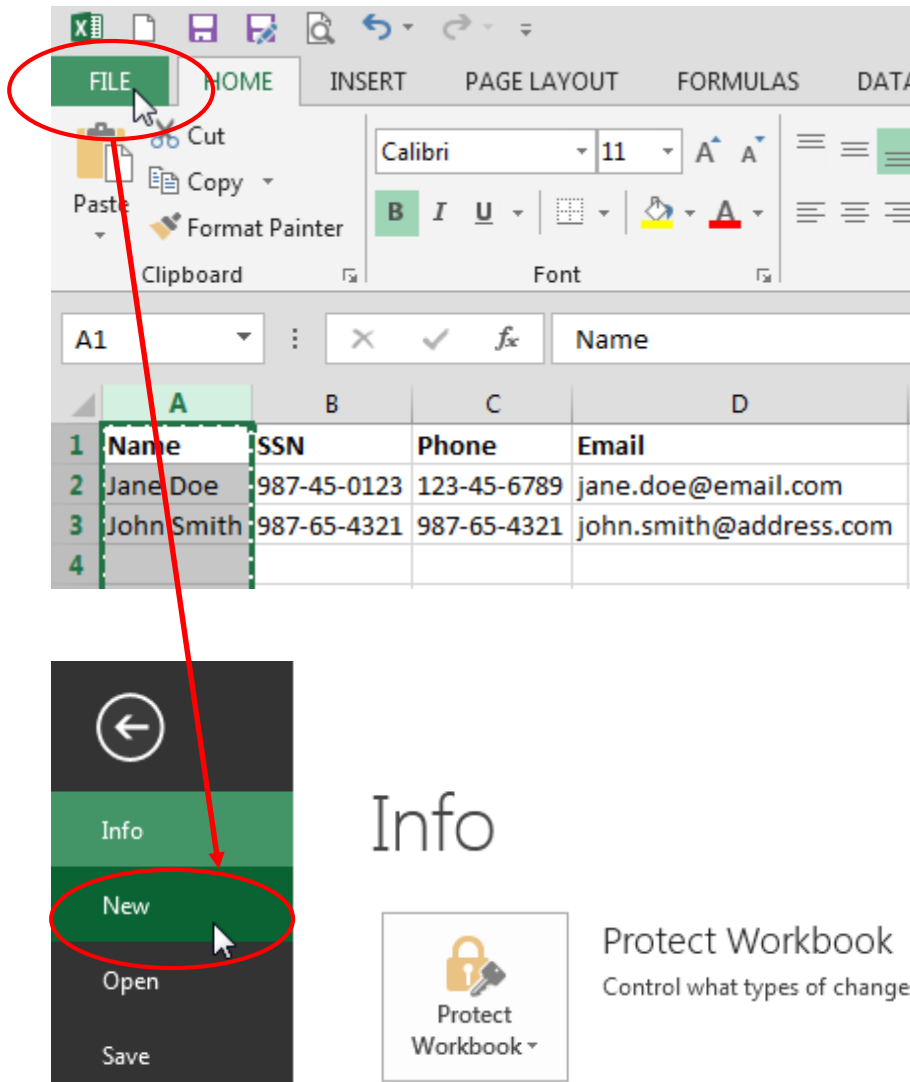 FILE HOME INSERT PAGE LAYOUT FORMULAS DATA
Cut
Copy
Paste
Format Painter
Calibri 11 A A
B I U A
Clipboard Font
A1 fx Name
A B C D
1 Name SSN Phone Email
2 Jane Doe 987-45-0123 123-45-6789 jane.doe@email.com
3 John Smith 987-65-4321 987-65-4321 john.smith@address.com
4
Info
Info
New
Open
Save
Protect
Workbook
Protect Workbook
Control what types of change